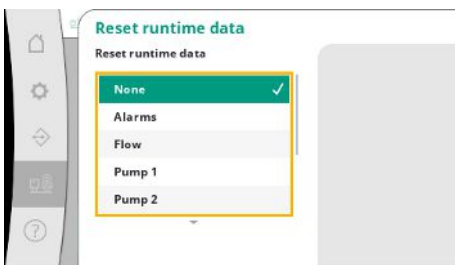 Reset runtime data
Reset runtime data
None
Alarms
Flow
Pump 1
Pump 2
?